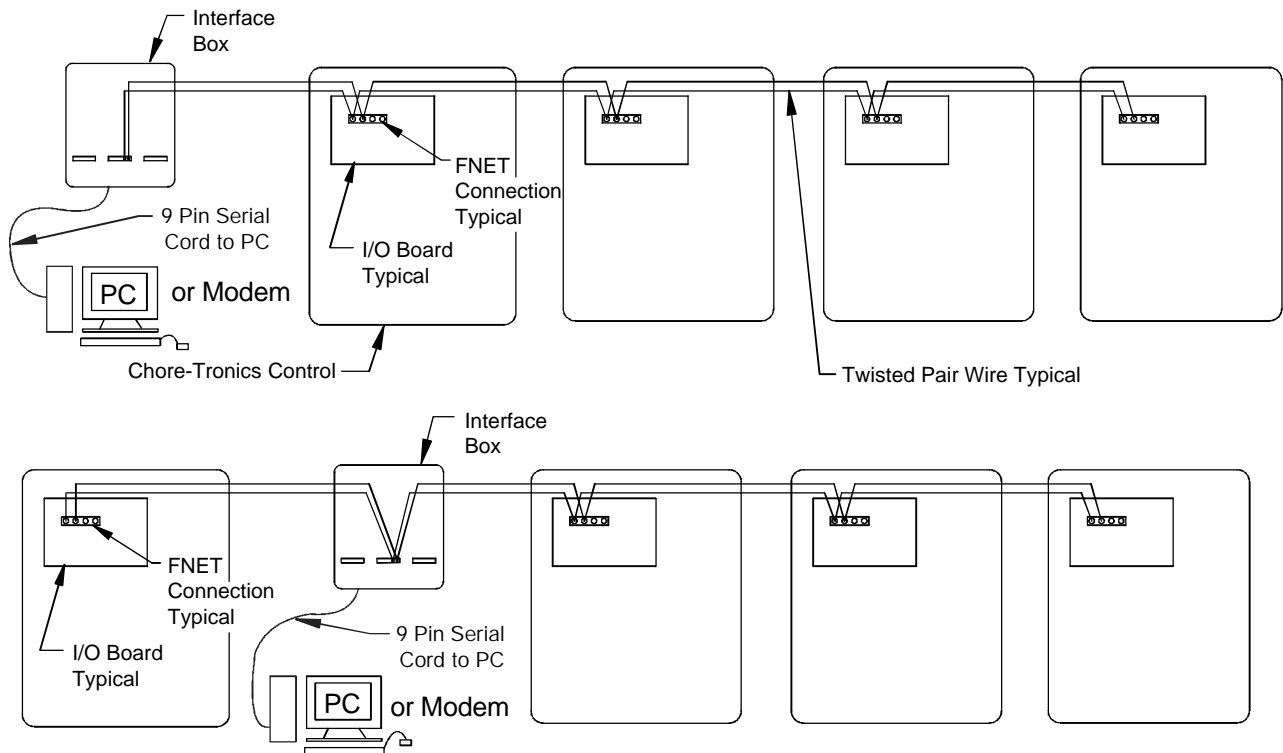 Interface
Box
FNET
Connection
Typical
9 Pin Serial
Cord to PC
I/O Board
Typical
PC
or Modem
Chore-Tronics Control
Twisted Pair Wire Typical
Interface
Box
FNET
Connection
Typical
I/O Board
Typical
9 Pin Serial
Cord to PC
PC
or Modem